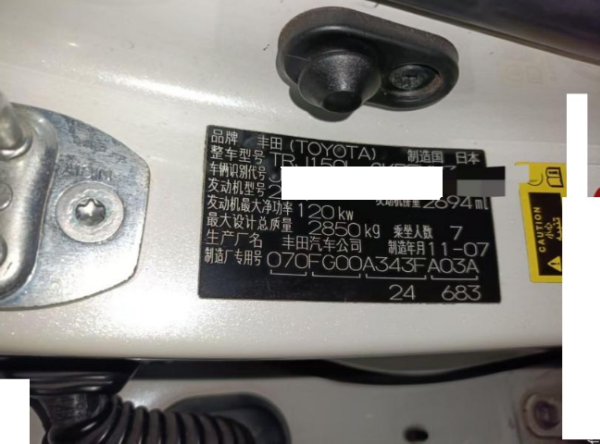 品牌 丰田 (TOYOTA) 制造国 日本
整车型号 TRJ150L
车辆识别代号
发动机型号 2 发动机排量 2694 ml
发动机最大净功率 120 kw
最大设计总质量 2850 kg 乘坐人数 7
生产厂名 丰田汽车公司 制造年月 11-07
制造厂专用号 070FG00A343FA03A
24 683
CAUTION